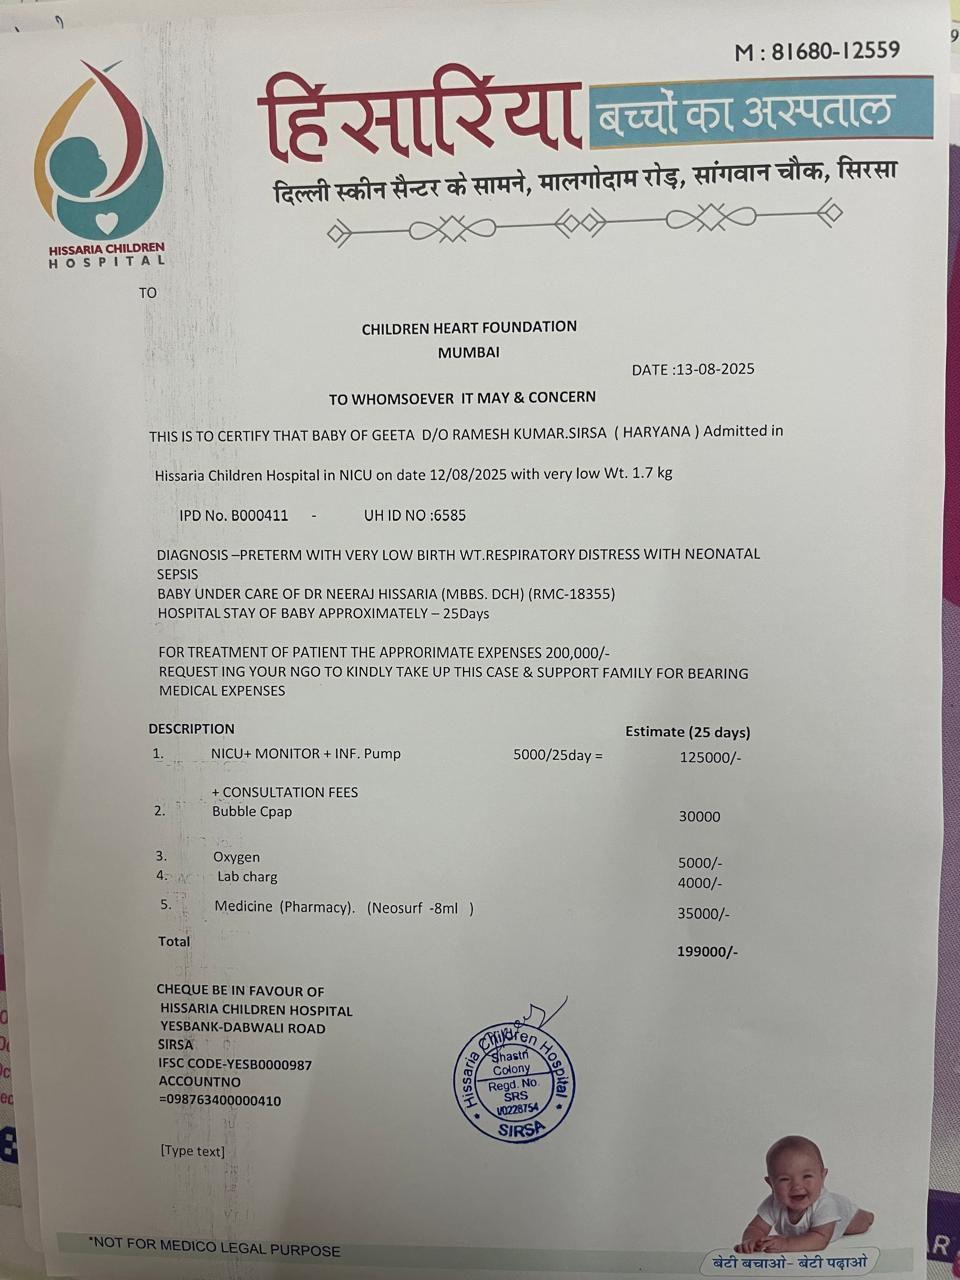 M : 81680-12559
हिंसारिया बच्चों का अस्पताल
दिल्ली स्कीन सैन्टर के सामने, मालगोदाम रोड़, सांगवान चौक, सिरसा
HISSARIA CHILDREN
HOSPITAL
TO
CHILDREN HEART FOUNDATION
MUMBAI
DATE :13-08-2025
TO WHOMSOEVER IT MAY & CONCERN
THIS IS TO CERTIFY THAT BABY OF GEETA D/O RAMESH KUMAR.SIRSA ( HARYANA ) Admitted in
Hissaria Children Hospital in NICU on date 12/08/2025 with very low Wt. 1.7 kg
IPD No. B000411 - UH ID NO :6585
DIAGNOSIS –PRETERM WITH VERY LOW BIRTH WT.RESPIRATORY DISTRESS WITH NEONATAL
SEPSIS
BABY UNDER CARE OF DR NEERAJ HISSARIA (MBBS. DCH) (RMC-18355)
HOSPITAL STAY OF BABY APPROXIMATELY – 25Days
FOR TREATMENT OF PATIENT THE APPRORIMATE EXPENSES 200,000/-
REQUEST ING YOUR NGO TO KINDLY TAKE UP THIS CASE & SUPPORT FAMILY FOR BEARING
MEDICAL EXPENSES
DESCRIPTION Estimate (25 days)
1. NICU+ MONITOR + INF. Pump 5000/25day = 125000/-
+ CONSULTATION FEES
2. Bubble Cpap 30000
3. Oxygen 5000/-
4. Lab charg 4000/-
5. Medicine (Pharmacy). (Neosurf -8ml ) 35000/-
Total 199000/-
CHEQUE BE IN FAVOUR OF
HISSARIA CHILDREN HOSPITAL
YESBANK-DABWALI ROAD
SIRSA
IFSC CODE-YESB0000987
ACCOUNTNO
=098763400000410
Hissaria Children Hospital
Shastri
Colony
Regd. No.
SRS
V0228754
SIRSA
[Type text]
*NOT FOR MEDICO LEGAL PURPOSE
बेटी बचाओ- बेटी पढ़ाओ